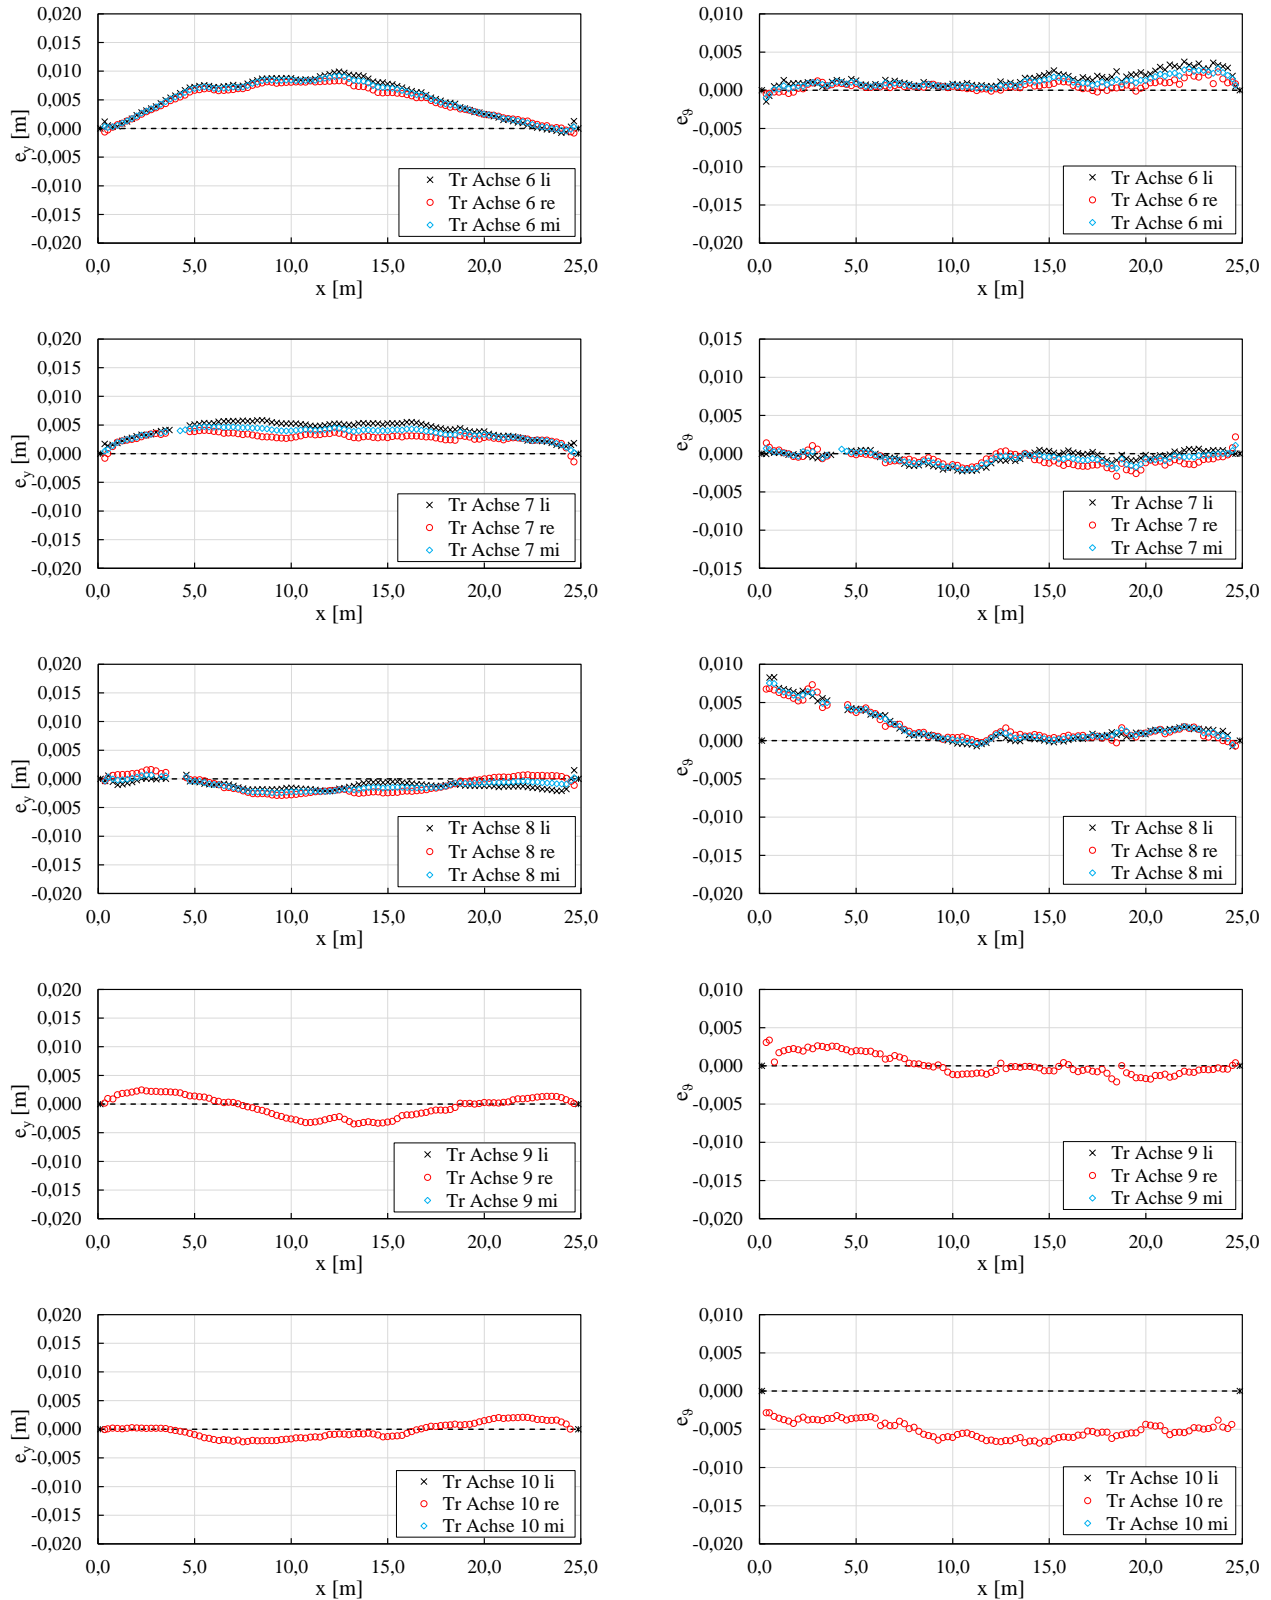 0,020
0,015
0,010
0,005
0,000
-0,005
-0,010
-0,015
-0,020
e_y [m]
0,0 5,0 10,0 15,0 20,0 25,0
x [m]
Tr Achse 6 li
Tr Achse 6 re
Tr Achse 6 mi
0,010
0,005
0,000
-0,005
-0,010
-0,015
-0,020
e_ϑ
0,0 5,0 10,0 15,0 20,0 25,0
x [m]
Tr Achse 6 li
Tr Achse 6 re
Tr Achse 6 mi
0,020
0,015
0,010
0,005
0,000
-0,005
-0,010
-0,015
-0,020
e_y [m]
0,0 5,0 10,0 15,0 20,0 25,0
x [m]
Tr Achse 7 li
Tr Achse 7 re
Tr Achse 7 mi
0,015
0,010
0,005
0,000
-0,005
-0,010
-0,015
e_ϑ
0,0 5,0 10,0 15,0 20,0 25,0
x [m]
Tr Achse 7 li
Tr Achse 7 re
Tr Achse 7 mi
0,020
0,015
0,010
0,005
0,000
-0,005
-0,010
-0,015
-0,020
e_y [m]
0,0 5,0 10,0 15,0 20,0 25,0
x [m]
Tr Achse 8 li
Tr Achse 8 re
Tr Achse 8 mi
0,010
0,005
0,000
-0,005
-0,010
-0,015
-0,020
e_ϑ
0,0 5,0 10,0 15,0 20,0 25,0
x [m]
Tr Achse 8 li
Tr Achse 8 re
Tr Achse 8 mi
0,020
0,015
0,010
0,005
0,000
-0,005
-0,010
-0,015
-0,020
e_y [m]
0,0 5,0 10,0 15,0 20,0 25,0
x [m]
Tr Achse 9 li
Tr Achse 9 re
Tr Achse 9 mi
0,010
0,005
0,000
-0,005
-0,010
-0,015
-0,020
e_ϑ
0,0 5,0 10,0 15,0 20,0 25,0
x [m]
Tr Achse 9 li
Tr Achse 9 re
Tr Achse 9 mi
0,020
0,015
0,010
0,005
0,000
-0,005
-0,010
-0,015
-0,020
e_y [m]
0,0 5,0 10,0 15,0 20,0 25,0
x [m]
Tr Achse 10 li
Tr Achse 10 re
Tr Achse 10 mi
0,010
0,005
0,000
-0,005
-0,010
-0,015
-0,020
e_ϑ
0,0 5,0 10,0 15,0 20,0 25,0
x [m]
Tr Achse 10 li
Tr Achse 10 re
Tr Achse 10 mi